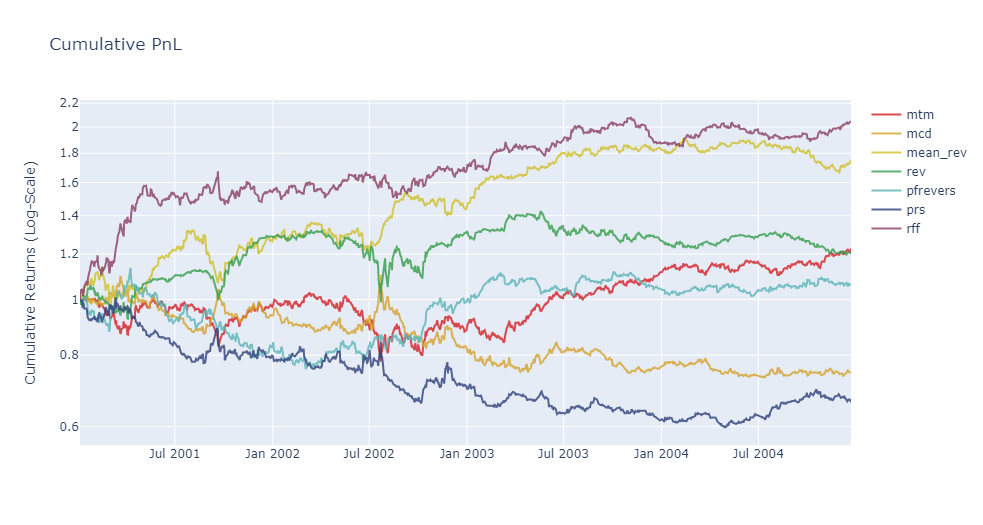 Cumulative PnL
Cumulative Returns (Log-Scale)
2.2
2
1.8
1.6
1.4
1.2
1
0.8
0.6
Jul 2001
Jan 2002
Jul 2002
Jan 2003
Jul 2003
Jan 2004
Jul 2004
mtm
mcd
mean_rev
rev
pfrevers
prs
rff